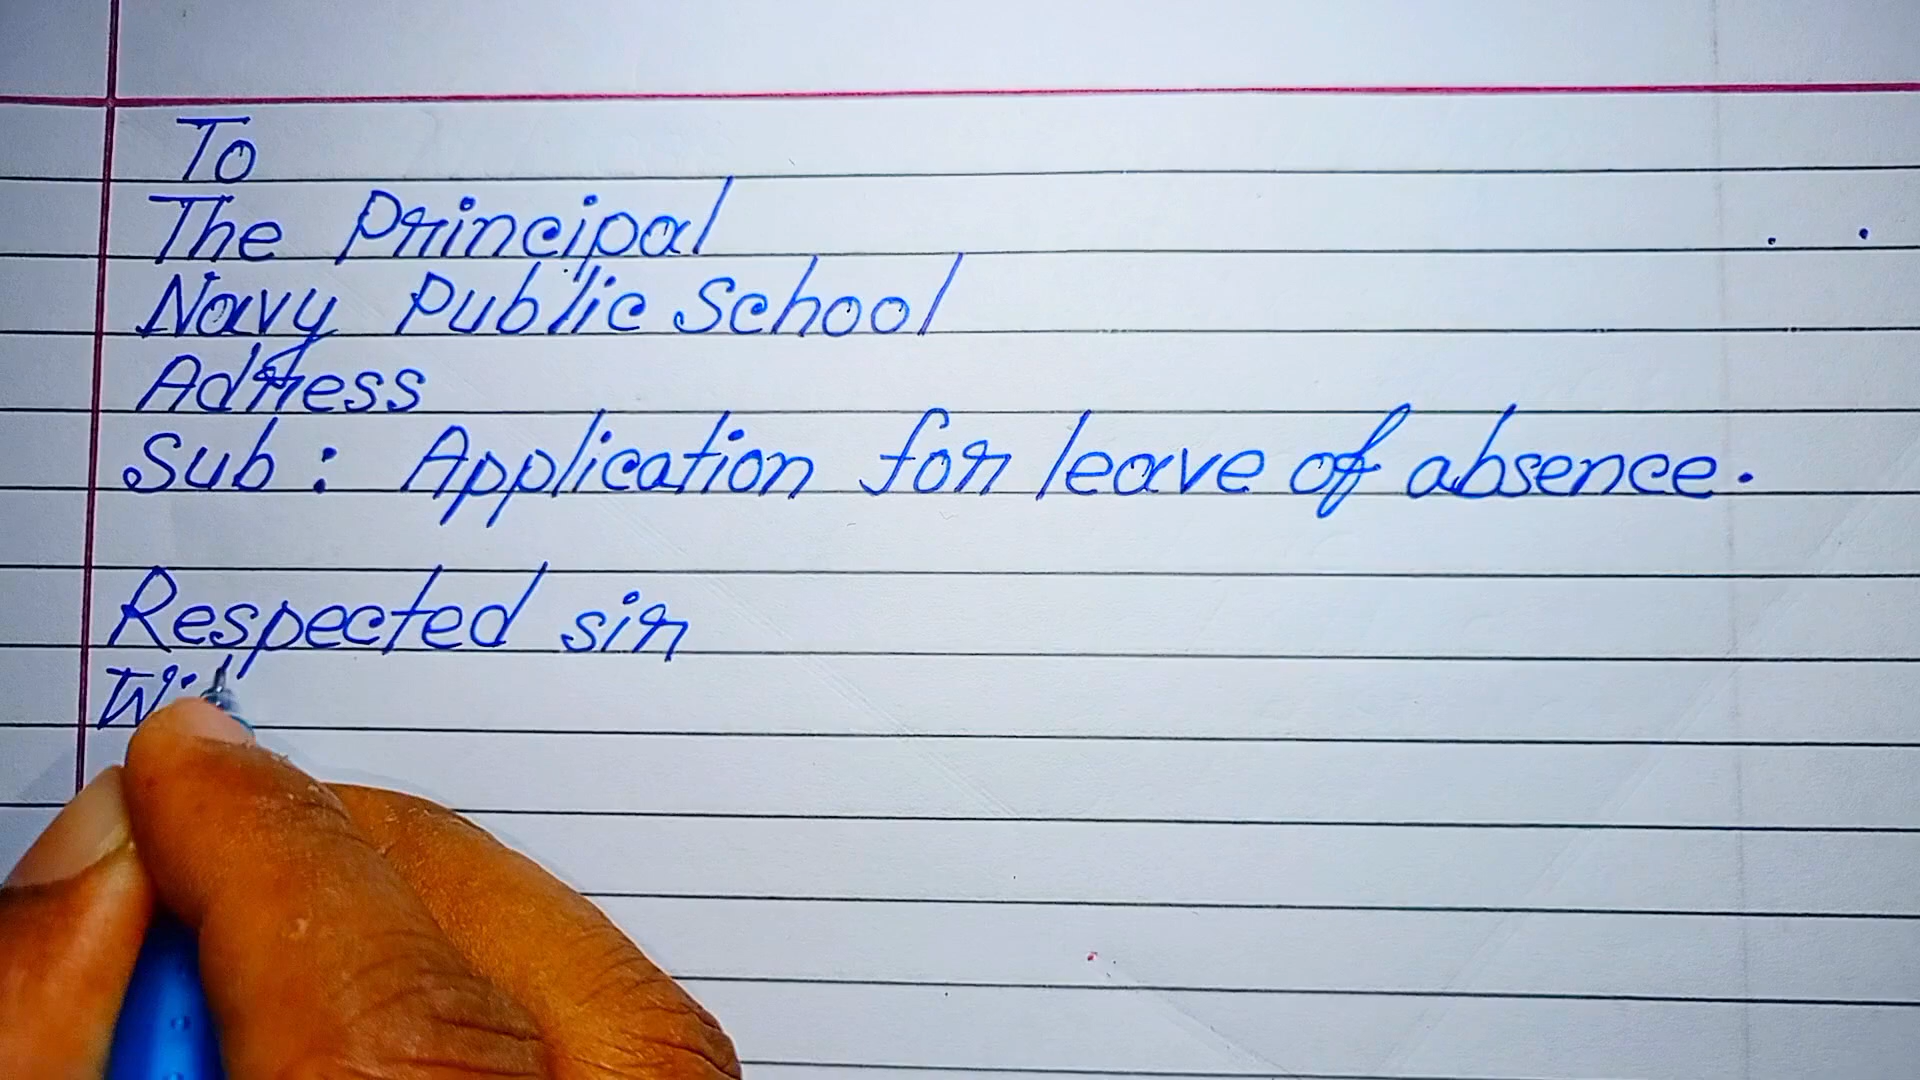 To
The Principal
Navy Public School
Adress
Sub: Application for leave of absence.
Respected sir